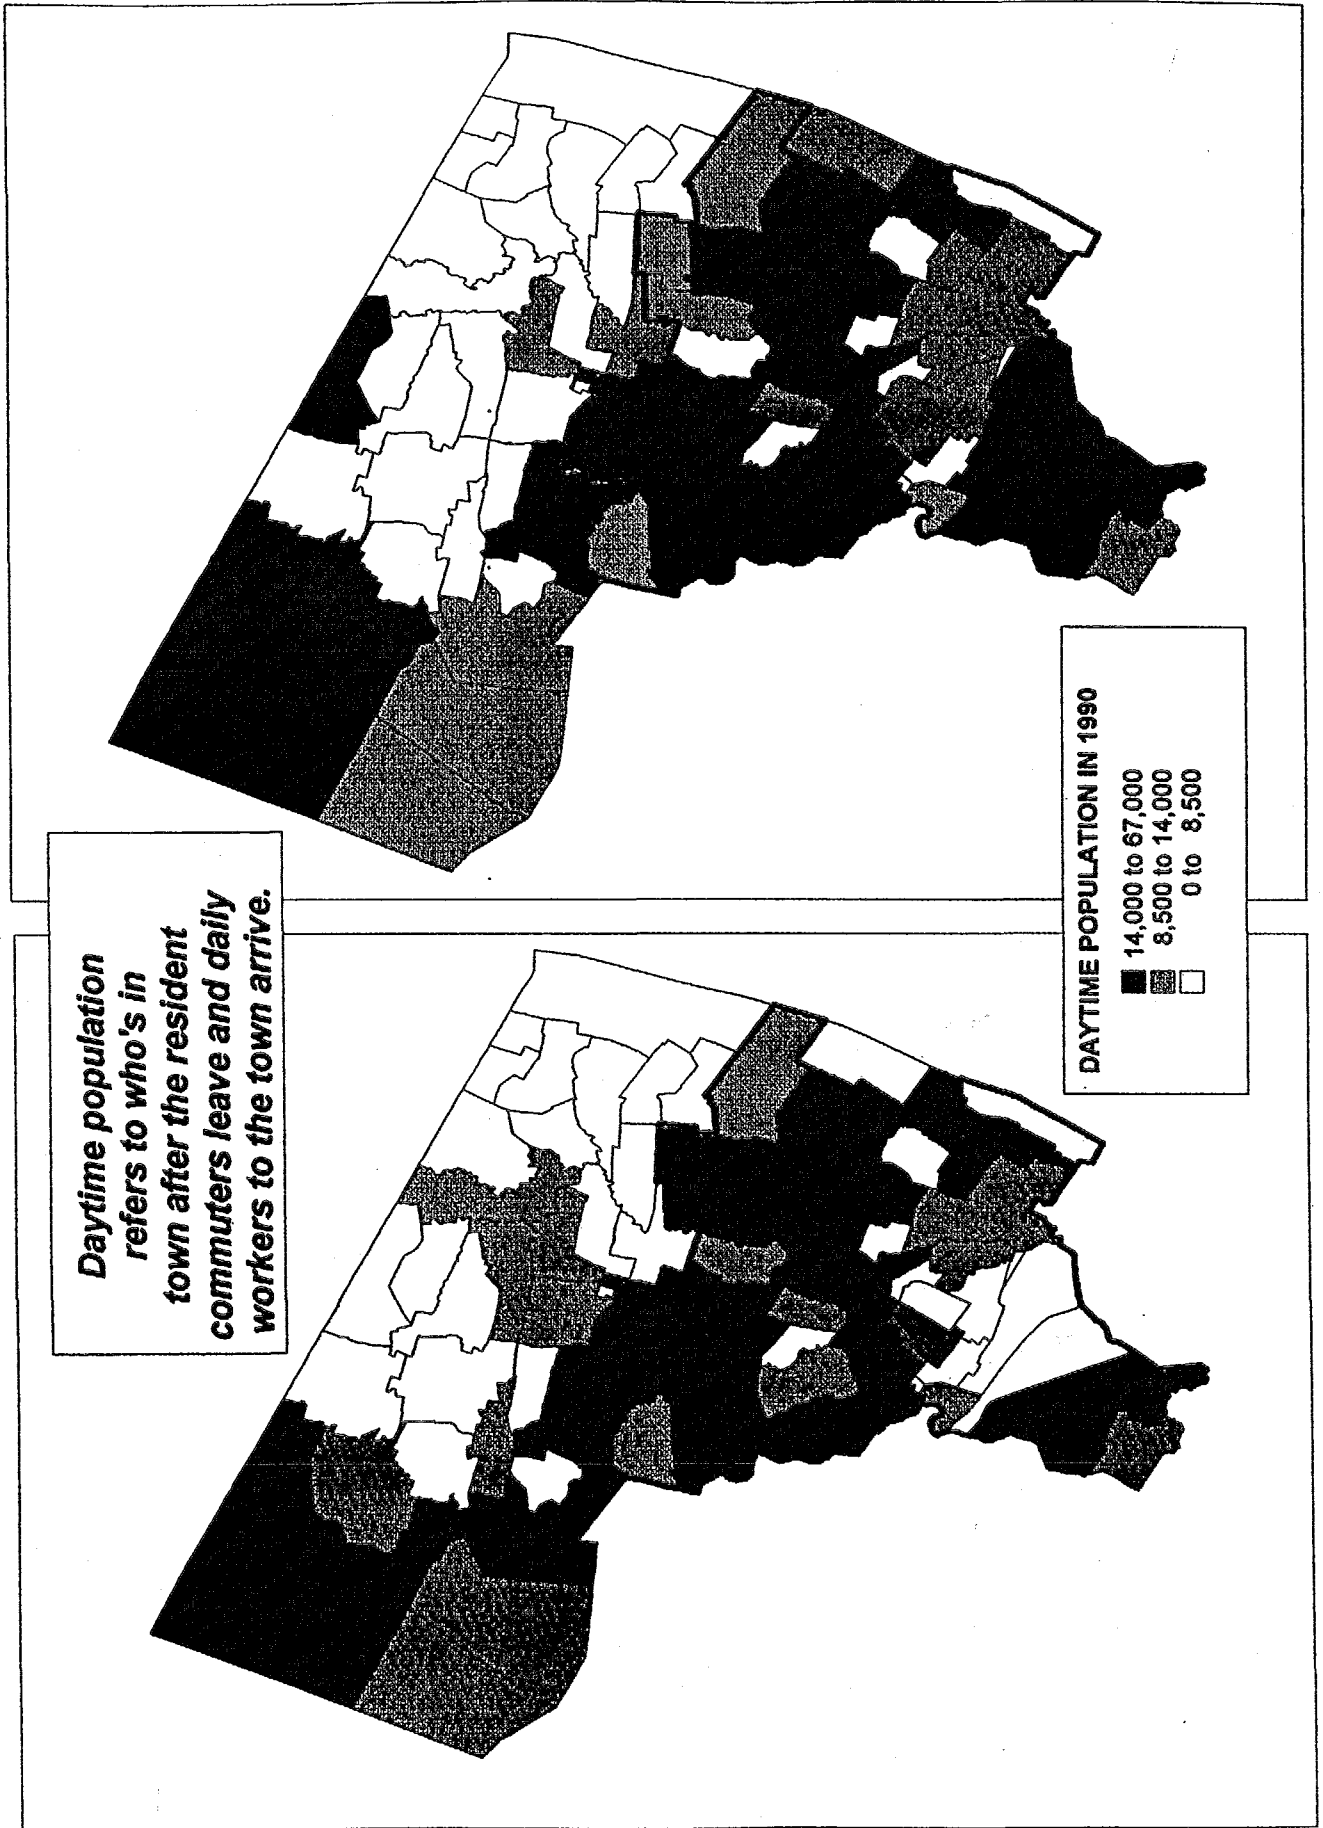 Daytime population
refers to who's in
town after the resident
commuters leave and daily
workers to the town arrive.
DAYTIME POPULATION IN 1990
14,000 to 67,000
8,500 to 14,000
0 to 8,500